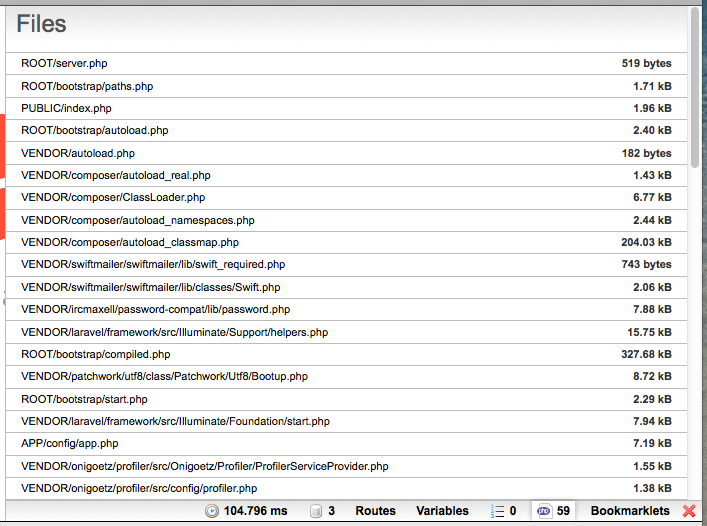 Files
ROOT/server.php 519 bytes
ROOT/bootstrap/paths.php 1.71 kB
PUBLIC/index.php 1.96 kB
ROOT/bootstrap/autoload.php 2.40 kB
VENDOR/autoload.php 182 bytes
VENDOR/composer/autoload_real.php 1.43 kB
VENDOR/composer/ClassLoader.php 6.77 kB
VENDOR/composer/autoload_namespaces.php 2.44 kB
VENDOR/composer/autoload_classmap.php 204.03 kB
VENDOR/swiftmailer/swiftmailer/lib/swift_required.php 743 bytes
VENDOR/swiftmailer/swiftmailer/lib/classes/Swift.php 2.06 kB
VENDOR/ircmaxell/password-compat/lib/password.php 7.88 kB
VENDOR/laravel/framework/src/Illuminate/Support/helpers.php 15.75 kB
ROOT/bootstrap/compiled.php 327.68 kB
VENDOR/patchwork/utf8/class/Patchwork/Utf8/Bootup.php 8.72 kB
ROOT/bootstrap/start.php 2.29 kB
VENDOR/laravel/framework/src/Illuminate/Foundation/start.php 7.94 kB
APP/config/app.php 7.19 kB
VENDOR/onigoetz/profiler/src/Onigoetz/Profiler/ProfilerServiceProvider.php 1.55 kB
VENDOR/onigoetz/profiler/src/config/profiler.php 1.38 kB
104.796 ms 3 Routes Variables 0 php 59 Bookmarklets